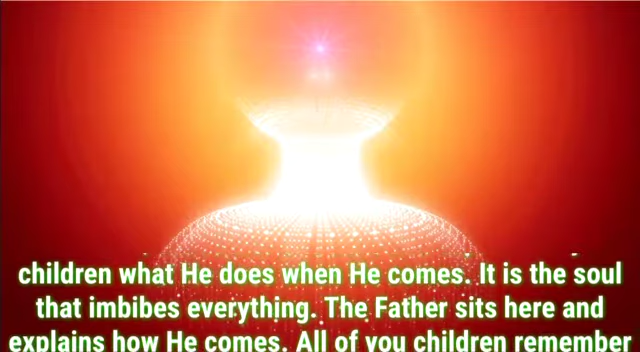 children what He does when He comes. It is the soul
that imbibes everything. The Father sits here and
explains how He comes. All of you children remember